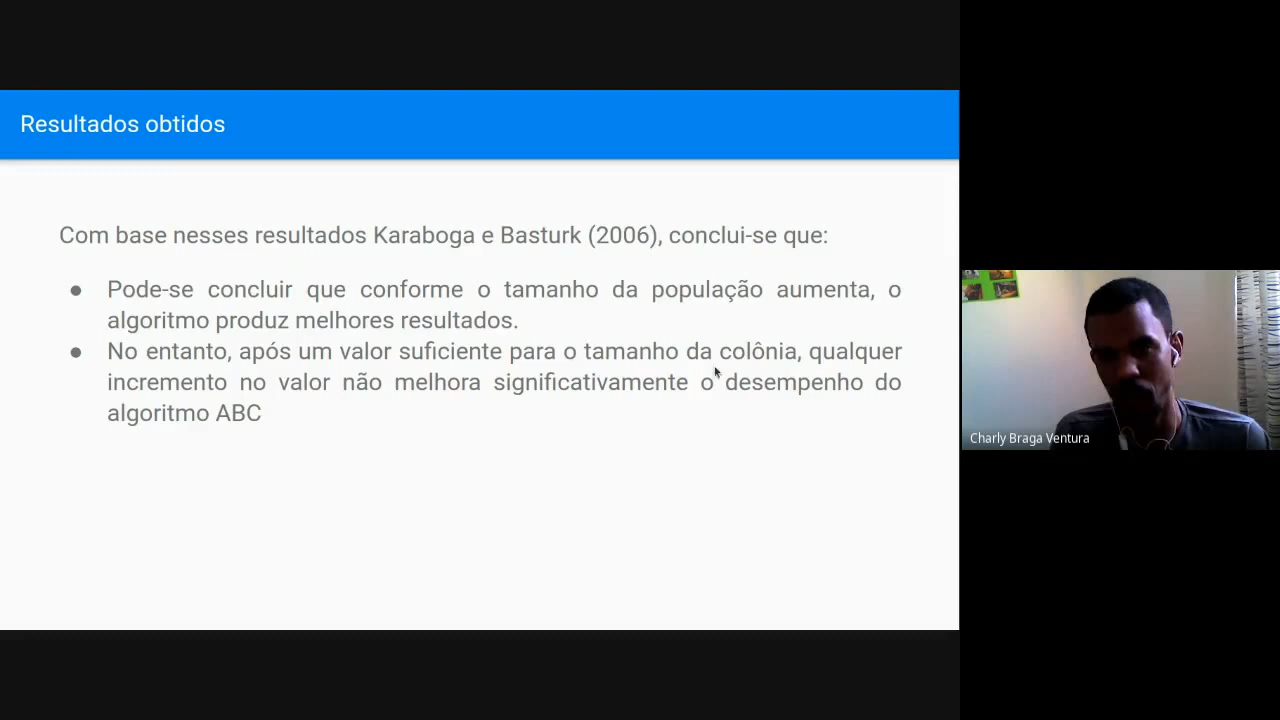 Resultados obtidos
Com base nesses resultados Karaboga e Basturk (2006), conclui-se que:
● Pode-se concluir que conforme o tamanho da população aumenta, o
algoritmo produz melhores resultados.
● No entanto, após um valor suficiente para o tamanho da colônia, qualquer
incremento no valor não melhora significativamente o desempenho do
algoritmo ABC
Charly Braga Ventura